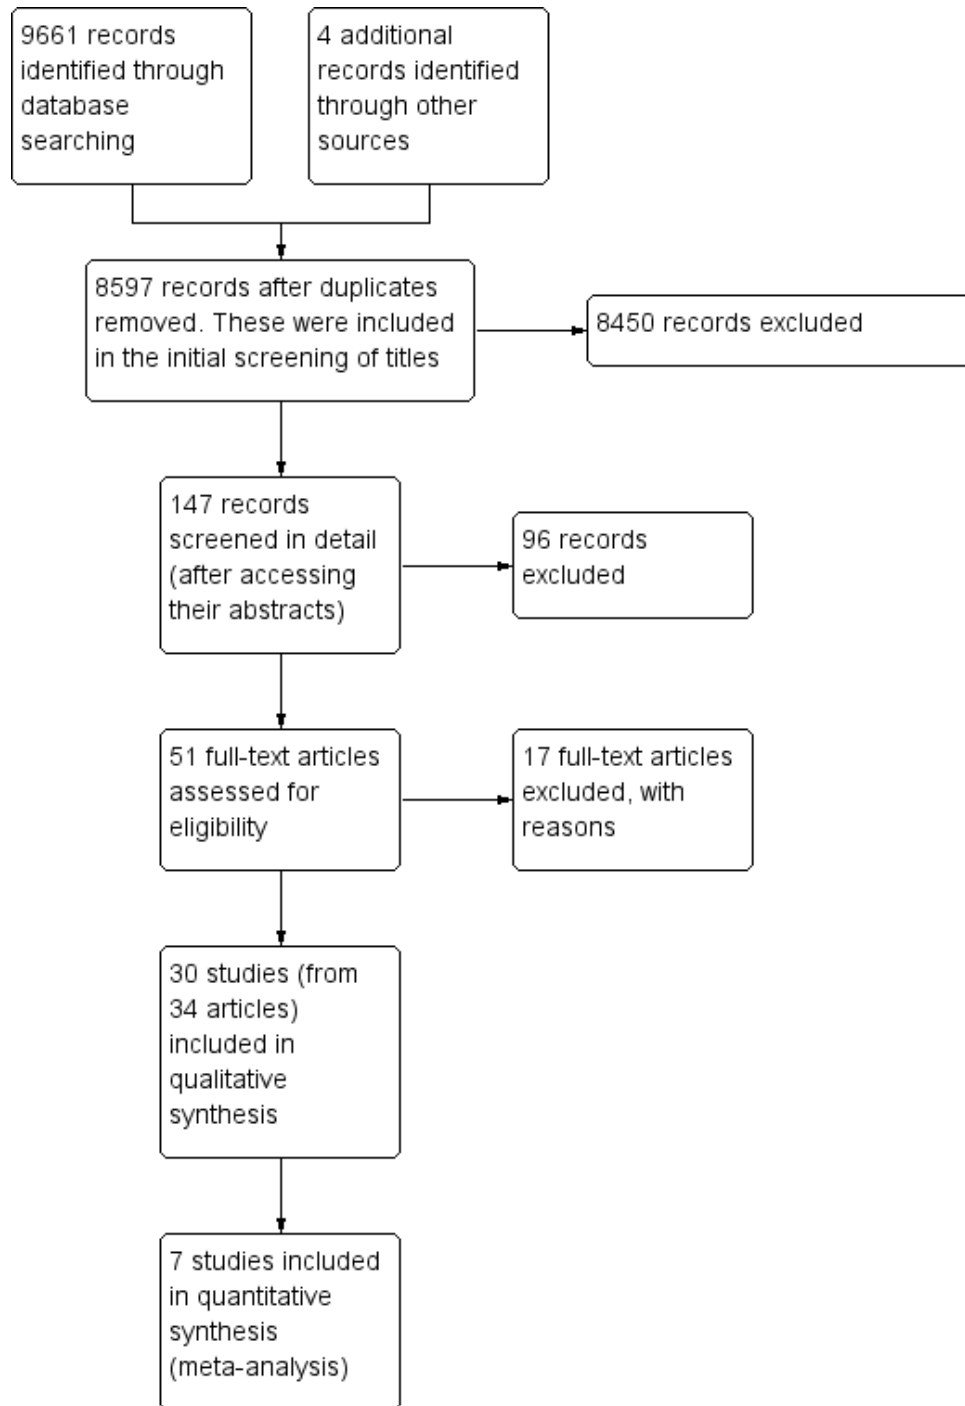 9661 records
identified through
database
searching
4 additional
records identified
through other
sources
8597 records after duplicates
removed. These were included
in the initial screening of titles
8450 records excluded
147 records
screened in detail
(after accessing
their abstracts)
96 records
excluded
51 full-text articles
assessed for
eligibility
17 full-text articles
excluded, with
reasons
30 studies (from
34 articles)
included in
qualitative
synthesis
7 studies included
in quantitative
synthesis
(meta-analysis)